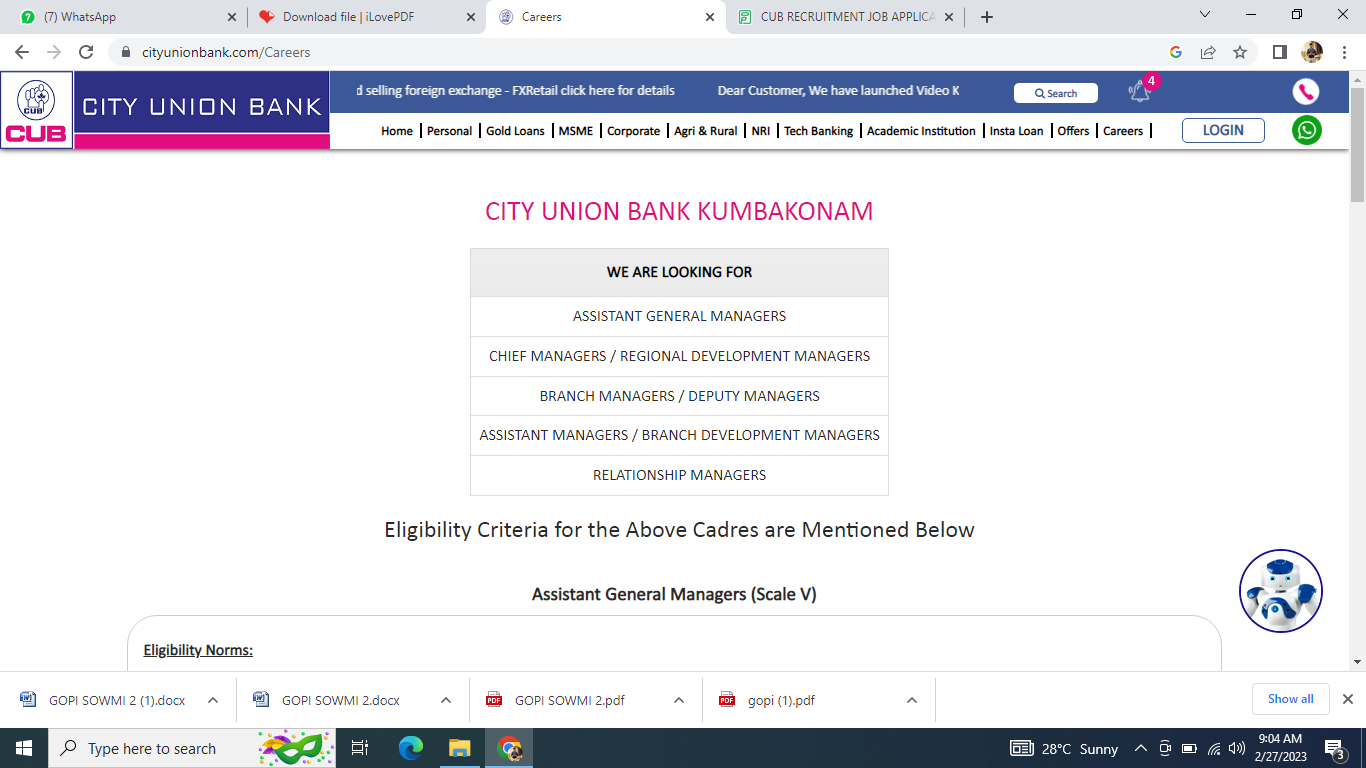 (7) WhatsApp
Download file | iLovePDF
Careers
CUB RECRUITMENT JOB APPLICA
cityunionbank.com/Careers
CUB
CUB
CITY UNION BANK
d selling foreign exchange - FXRetail click here for details
Dear Customer, We have launched Video K
Search
4
Home
Personal
Gold Loans
MSME
Corporate
Agri & Rural
NRI
Tech Banking
Academic Institution
Insta Loan
Offers
Careers
LOGIN
CITY UNION BANK KUMBAKONAM
WE ARE LOOKING FOR
ASSISTANT GENERAL MANAGERS
CHIEF MANAGERS / REGIONAL DEVELOPMENT MANAGERS
BRANCH MANAGERS / DEPUTY MANAGERS
ASSISTANT MANAGERS / BRANCH DEVELOPMENT MANAGERS
RELATIONSHIP MANAGERS
Eligibility Criteria for the Above Cadres are Mentioned Below
Assistant General Managers (Scale V)
Eligibility Norms:
GOPI SOWMI 2 (1).docx
GOPI SOWMI 2.docx
PDF
GOPI SOWMI 2.pdf
PDF
gopi (1).pdf
Show all
Type here to search
28°C Sunny
9:04 AM
2/27/2023
3